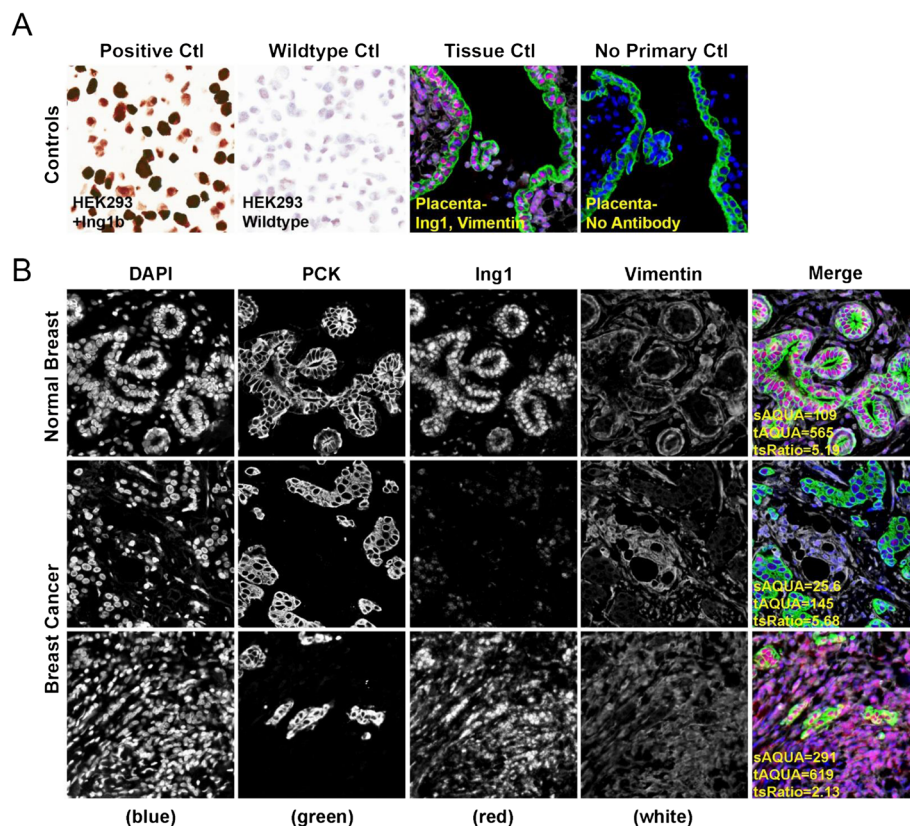 A
Positive Ctl
Wildtype Ctl
Tissue Ctl
No Primary Ctl
Controls
HEK293
+Ing1b
HEK293
Wildtype
Placenta-
Ing1, Vimentin
Placenta-
No Antibody
B
DAPI
PCK
Ing1
Vimentin
Merge
Normal Breast
sAQUA=109
tAQUA=565
tsRatio=5.19
Breast Cancer
sAQUA=25.6
tAQUA=145
tsRatio=5.68
sAQUA=291
tAQUA=619
tsRatio=2.13
(blue)
(green)
(red)
(white)